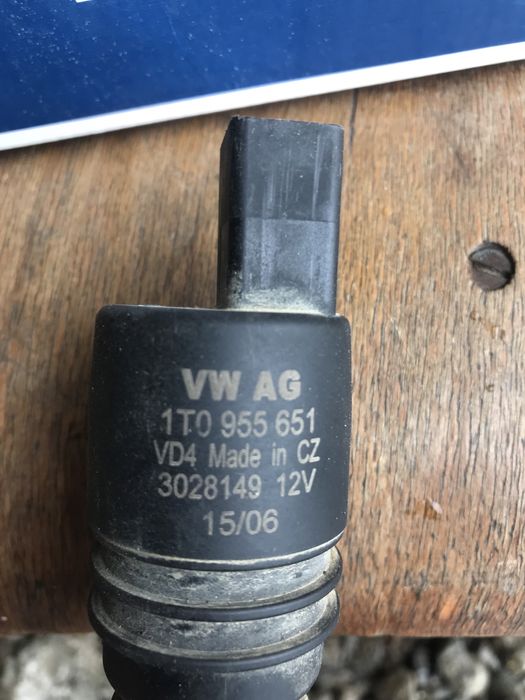 VW AG
1T0 955 651
VD4 Made in CZ
3028149 12V
15/06